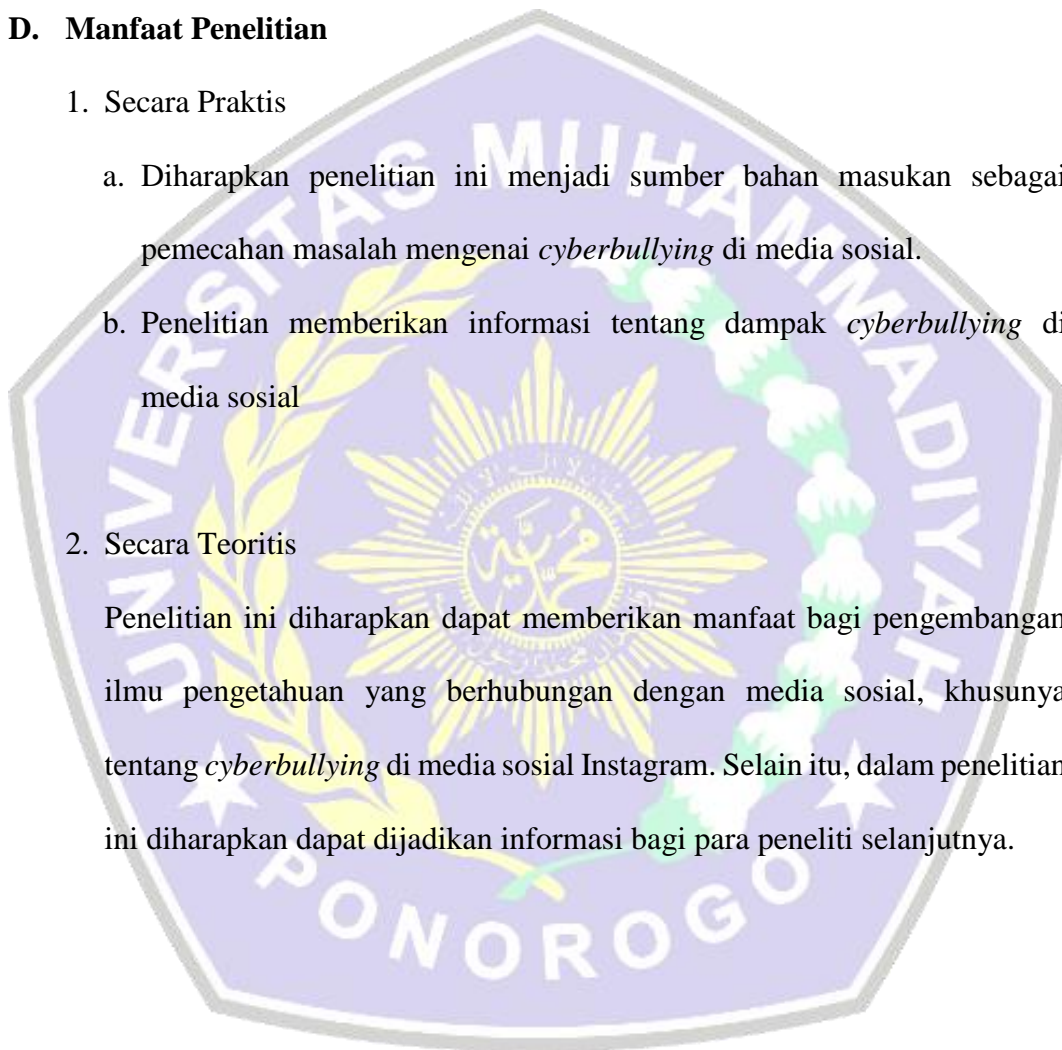 D. Manfaat Penelitian
1. Secara Praktis
a. Diharapkan penelitian ini menjadi sumber bahan masukan sebagai
pemecahan masalah mengenai cyberbullying di media sosial.
b. Penelitian memberikan informasi tentang dampak cyberbullying di
media sosial
2. Secara Teoritis
Penelitian ini diharapkan dapat memberikan manfaat bagi pengembangan
ilmu pengetahuan yang berhubungan dengan media sosial, khusunya
tentang cyberbullying di media sosial Instagram. Selain itu, dalam penelitian
ini diharapkan dapat dijadikan informasi bagi para peneliti selanjutnya.
UNIVERSITAS MUHAMMADIYAH
PONOROGO
محمدية